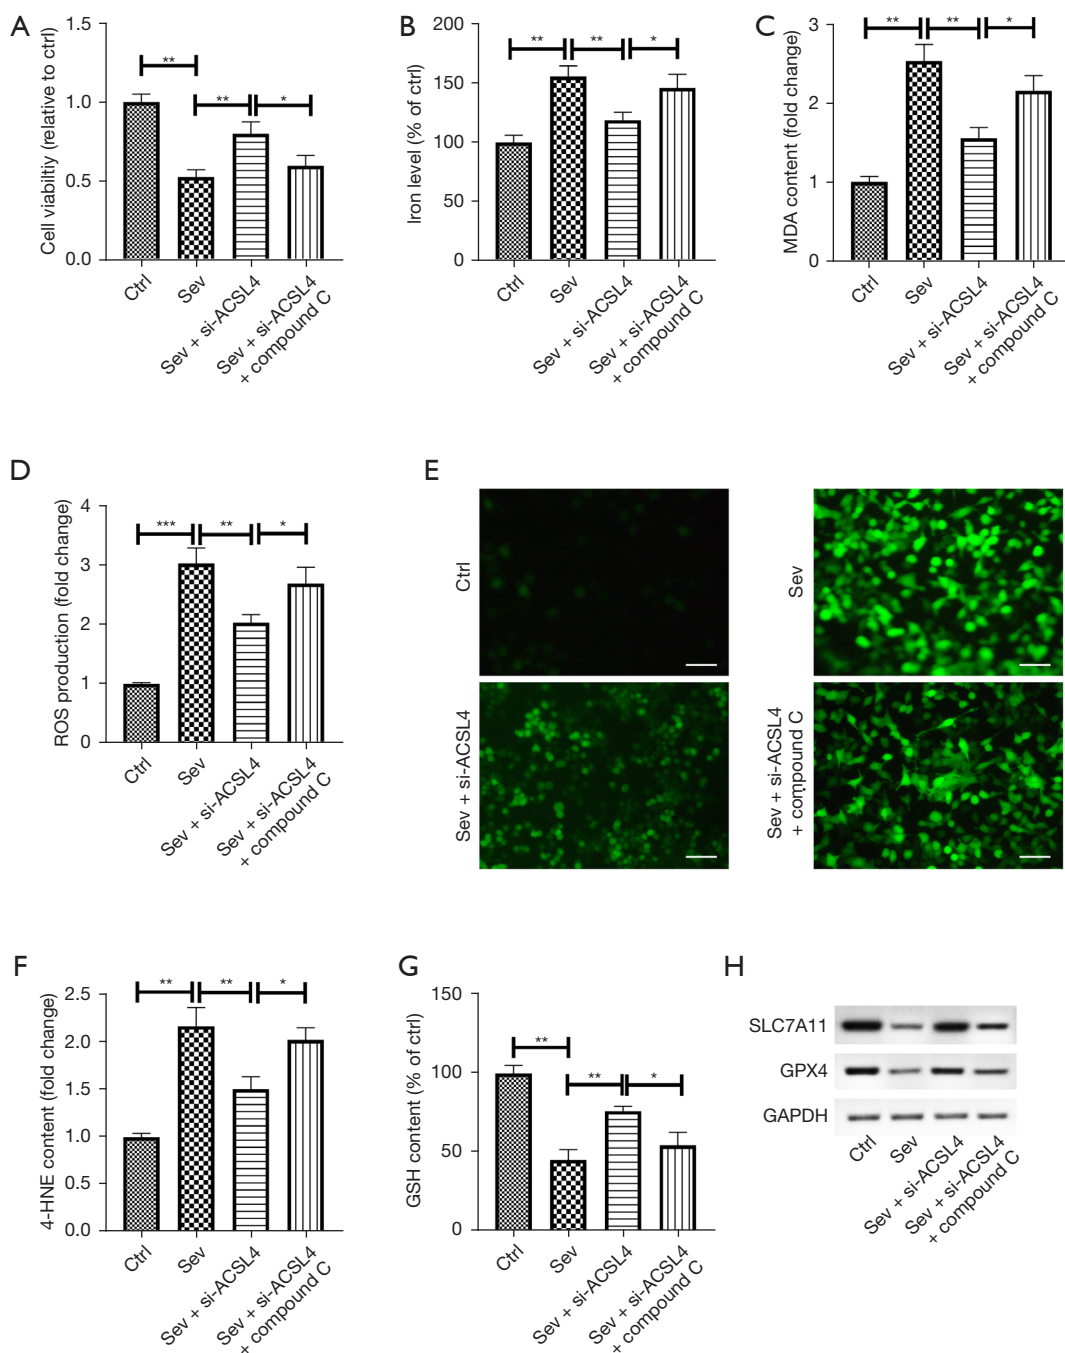 A
Cell viabiltiy (relative to ctrl)
1.5
1.0
0.5
0.0
**
**
*
Ctrl
Sev
Sev + si-ACSL4
Sev + si-ACSL4
+ compound C
B
Iron level (% of ctrl)
200
150
100
50
0
**
**
*
Ctrl
Sev
Sev + si-ACSL4
Sev + si-ACSL4
+ compound C
C
MDA content (fold change)
3
2
1
0
**
**
*
Ctrl
Sev
Sev + si-ACSL4
Sev + si-ACSL4
+ compound C
D
ROS production (fold change)
4
3
2
1
0
***
**
*
Ctrl
Sev
Sev + si-ACSL4
Sev + si-ACSL4
+ compound C
E
Ctrl
Sev
Sev + si-ACSL4
Sev + si-ACSL4
+ compound C
F
4-HNE content (fold change)
2.5
2.0
1.5
1.0
0.5
0.0
**
**
*
Ctrl
Sev
Sev + si-ACSL4
Sev + si-ACSL4
+ compound C
G
GSH content (% of ctrl)
150
100
50
0
**
**
*
Ctrl
Sev
Sev + si-ACSL4
Sev + si-ACSL4
+ compound C
H
SLC7A11
GPX4
GAPDH
Ctrl
Sev
Sev + si-ACSL4
Sev + si-ACSL4
+ compound C